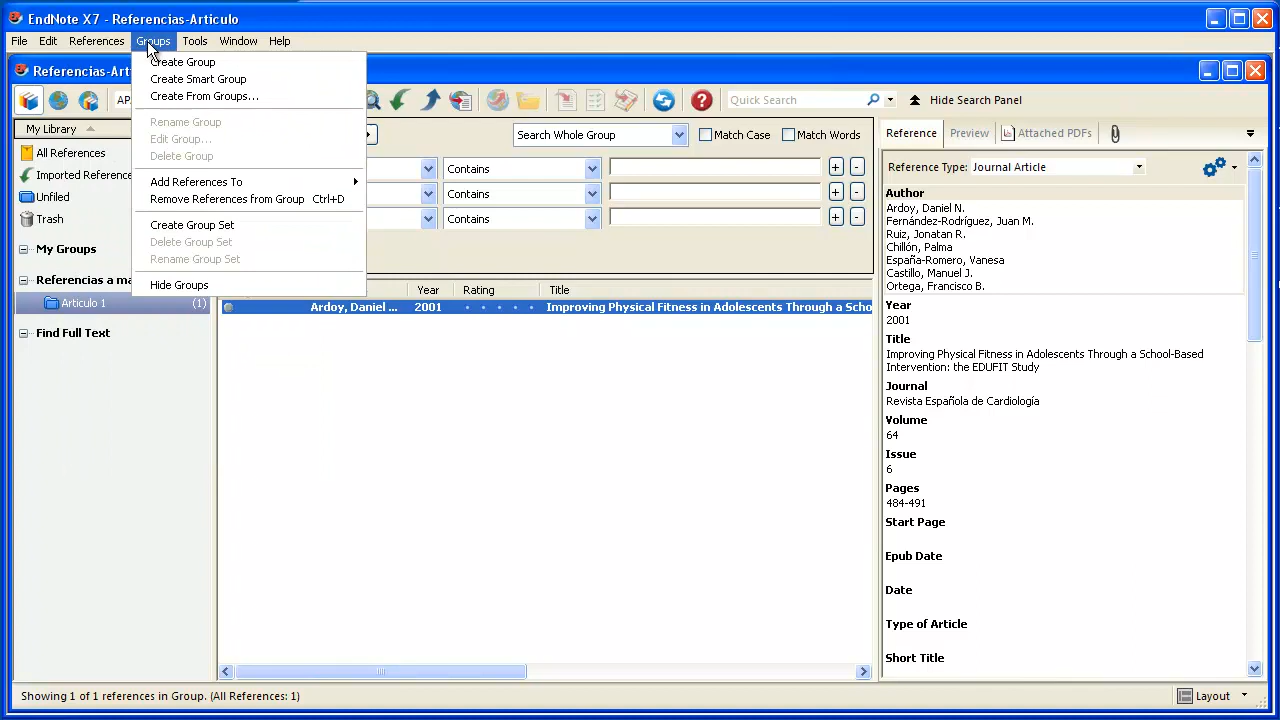 EndNote X7 - Referencias-Articulo
File Edit References Groups Tools Window Help
Referencias-Art
Create Group
Create Smart Group
Create From Groups...
Rename Group
Edit Group...
Delete Group
Add References To
Remove References from Group Ctrl+D
Create Group Set
Delete Group Set
Rename Group Set
Hide Groups
AP
Quick Search
Hide Search Panel
My Library
All References
Imported Reference
Unfiled
Trash
My Groups
Referencias a ma
Articulo 1 (1)
Find Full Text
Search Whole Group Match Case Match Words
Contains + -
Contains + -
Contains + -
Year Rating Title
Ardoy, Daniel ... 2001 Improving Physical Fitness in Adolescents Through a Scho
Reference Preview Attached PDFs
Reference Type: Journal Article
Author
Ardoy, Daniel N.
Fernández-Rodríguez, Juan M.
Ruiz, Jonatan R.
Chillón, Palma
España-Romero, Vanesa
Castillo, Manuel J.
Ortega, Francisco B.
Year
2001
Title
Improving Physical Fitness in Adolescents Through a School-Based
Intervention: the EDUFIT Study
Journal
Revista Española de Cardiología
Volume
64
Issue
6
Pages
484-491
Start Page
Epub Date
Date
Type of Article
Short Title
Showing 1 of 1 references in Group. (All References: 1)
Layout